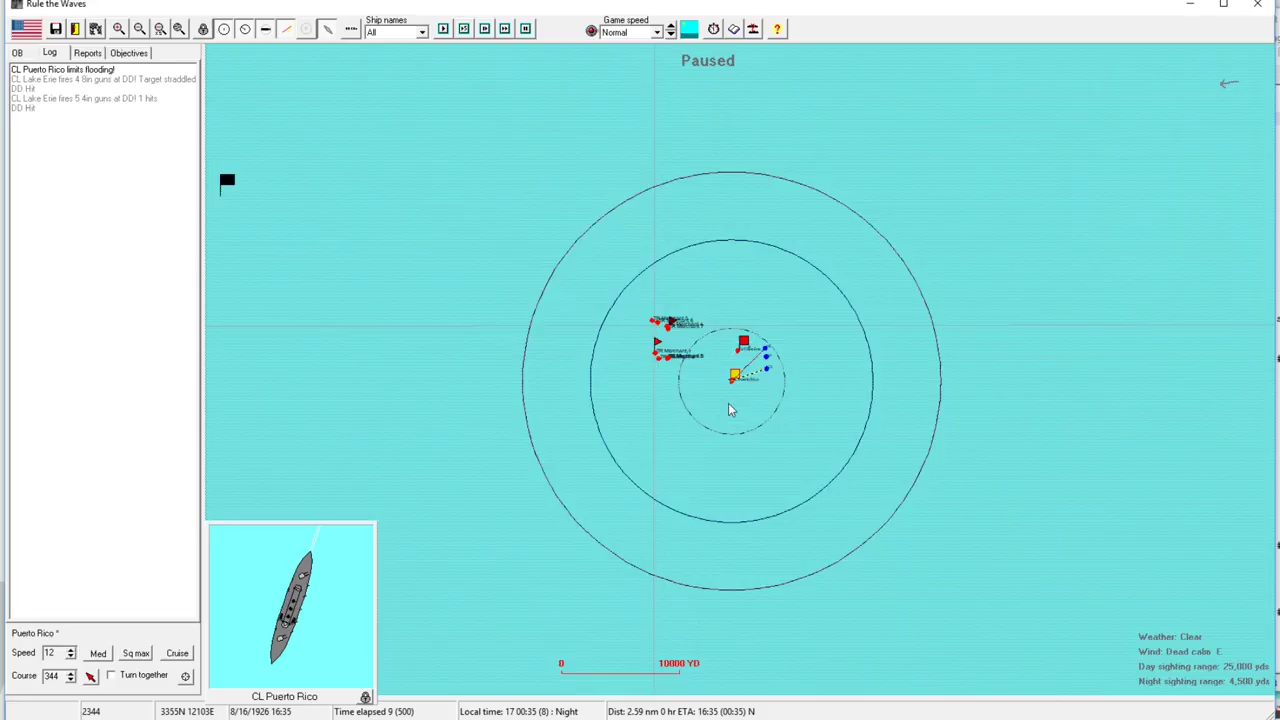 Rule the Waves
Ship names
All
Game speed
Normal
?
OB Log Reports Objectives
CL Puerto Rico limits flooding!
CL Lake Erie fires 4 8in guns at DD! Target straddled
DD Hit
CL Lake Erie fires 5 4in guns at DD! 1 hits
DD Hit
Paused
0 10000 YD
Weather: Clear
Wind: Dead calm E
Day sighting range: 25,000 yds
Night sighting range: 4,500 yds
Puerto Rico *
Speed 12 Med Sq max Cruise
Course 344 Turn together
CL Puerto Rico
2344 3355N 12103E 8/16/1926 16:35 Time elapsed 9 (500) Local time: 17 00:35 (8) : Night Dist: 2.59 nm 0 hr ETA: 16:35 (00:35) N